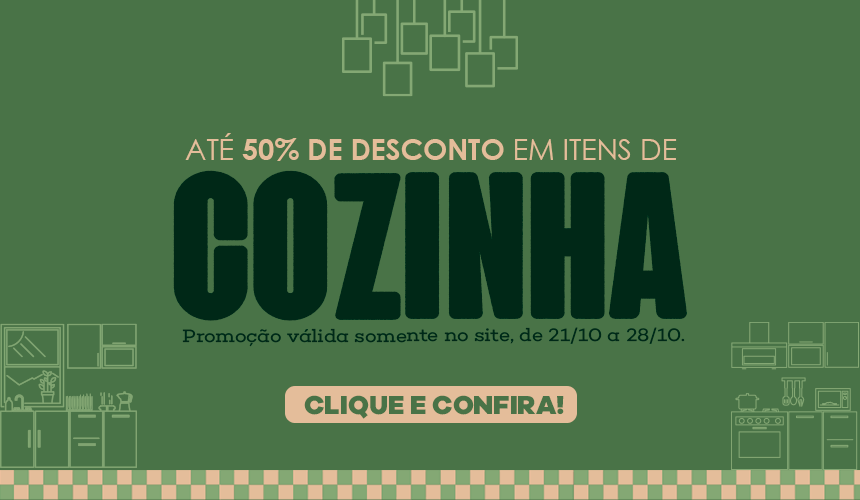 ATÉ 50% DE DESCONTO EM ITENS DE
COZINHA
Promoção válida somente no site, de 21/10 a 28/10.
CLIQUE E CONFIRA!